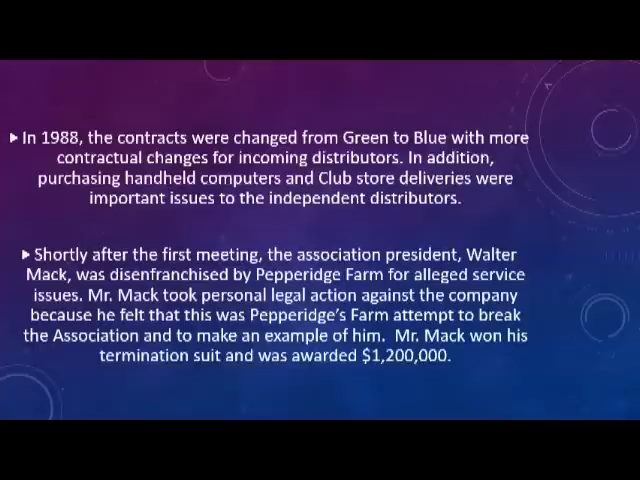 In 1988, the contracts were changed from Green to Blue with more
contractual changes for incoming distributors. In addition,
purchasing handheld computers and Club store deliveries were
important issues to the independent distributors.
Shortly after the first meeting, the association president, Walter
Mack, was disenfranchised by Pepperidge Farm for alleged service
issues. Mr. Mack took personal legal action against the company
because he felt that this was Pepperidge's Farm attempt to break
the Association and to make an example of him. Mr. Mack won his
termination suit and was awarded $1,200,000.